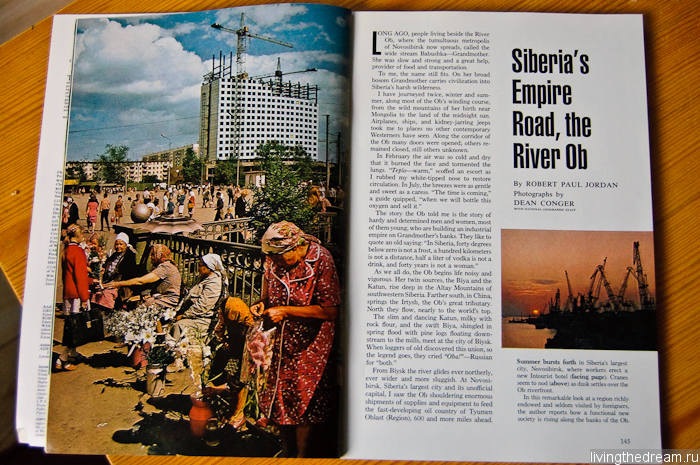 LONG AGO, people living beside the River
Ob, where the tumultuous metropolis
of Novosibirsk now spreads, called the
wide stream Babushka—Grandmother.
She was slow and strong and a great help,
provider of food and transportation.
To me, the name still fits. On her broad
bosom Grandmother carries civilization into
Siberia's harsh wilderness.
I have journeyed twice, winter and sum-
mer, along most of the Ob's winding course,
from the wild mountains of her birth near
Mongolia to the land of the midnight sun.
Airplanes, ships, and kidney-jarring jeeps
took me to places no other contemporary
Westerners have seen. Along the corridor of
the Ob many doors were opened; others re-
mained closed, still others unknown.
In February the air was so cold and dry
that it burned the face and tormented the
lungs. "Teplo—warm," scoffed an escort as
I rubbed my white-tipped nose to restore
circulation. In July, the breezes were as gentle
and sweet as a caress. "The time is coming,"
a guide quipped, "when we will bottle this
oxygen and sell it."
The story the Ob told me is the story of
hardy and determined men and women, most
of them young, who are building an industrial
empire on Grandmother's banks. They like to
quote an old saying: "In Siberia, forty degrees
below zero is not a frost, a hundred kilometers
is not a distance, half a liter of vodka is not a
drink, and forty years is not a woman."
As we all do, the Ob begins life noisy and
vigorous. Her twin sources, the Biya and the
Katun, rise deep in the Altay Mountains of
southwestern Siberia. Farther south, in China,
springs the Irtysh, the Ob's great tributary.
North they flow, nearly to the world's top.
The slim and dancing Katun, milky with
rock flour, and the swift Biya, shingled in
spring flood with pine logs floating down-
stream to the mills, meet at the city of Biysk.
When loggers of old discovered this union, so
the legend goes, they cried "Oba!"—Russian
for "both."
From Biysk the river glides ever northerly,
ever wider and more sluggish. At Novosi-
birsk, Siberia's largest city and its unofficial
capital, I saw the Ob shouldering enormous
shipments of supplies and equipment to feed
the fast-developing oil country of Tyumen
Oblast (Region), 600 and more miles ahead.
Siberia's
Empire
Road, the
River Ob
By ROBERT PAUL JORDAN
Photographs by
DEAN CONGER
BOTH NATIONAL GEOGRAPHIC STAFF
Summer bursts forth in Siberia's largest
city, Novosibirsk, where workers erect a
new Intourist hotel (facing page). Cranes
seem to nod (above) as dusk settles over the
Ob riverfront.
In this remarkable look at a region richly
endowed and seldom visited by foreigners,
the author reports how a functional new
society is rising along the banks of the Ob.
145
livingthedream.ru